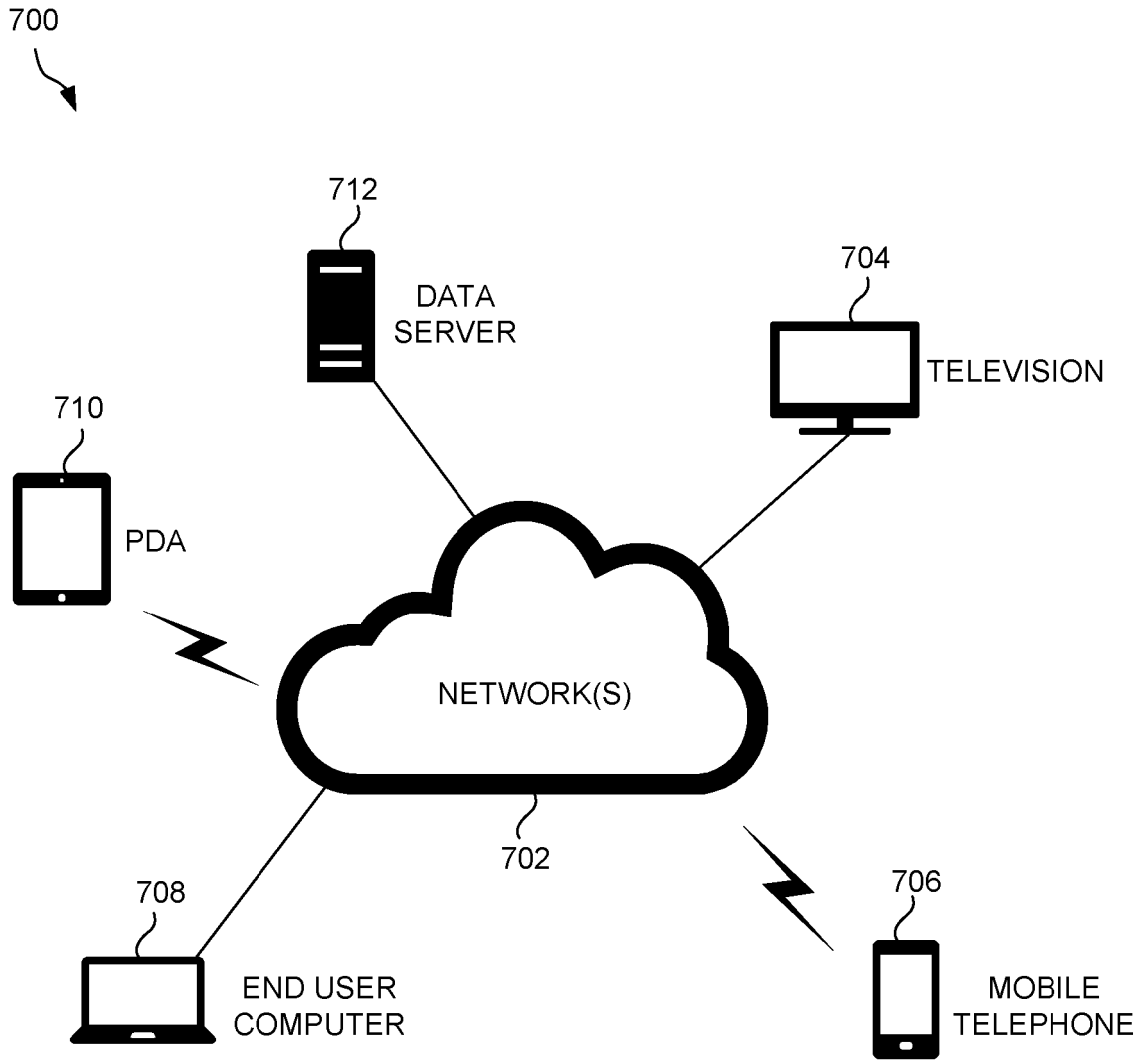 700
712
DATA
SERVER
704
TELEVISION
710
PDA
NETWORK(S)
702
708
END USER
COMPUTER
706
MOBILE
TELEPHONE